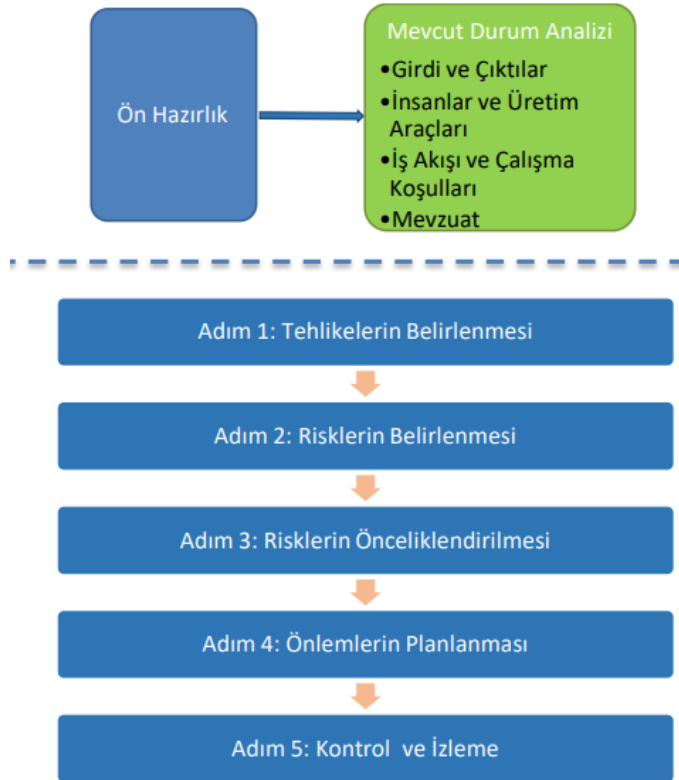 Ön Hazırlık
Mevcut Durum Analizi
•Girdi ve Çıktılar
•İnsanlar ve Üretim
Araçları
•İş Akışı ve Çalışma
Koşulları
•Mevzuat
Adım 1: Tehlikelerin Belirlenmesi
Adım 2: Risklerin Belirlenmesi
Adım 3: Risklerin Önceliklendirilmesi
Adım 4: Önlemlerin Planlanması
Adım 5: Kontrol ve İzleme